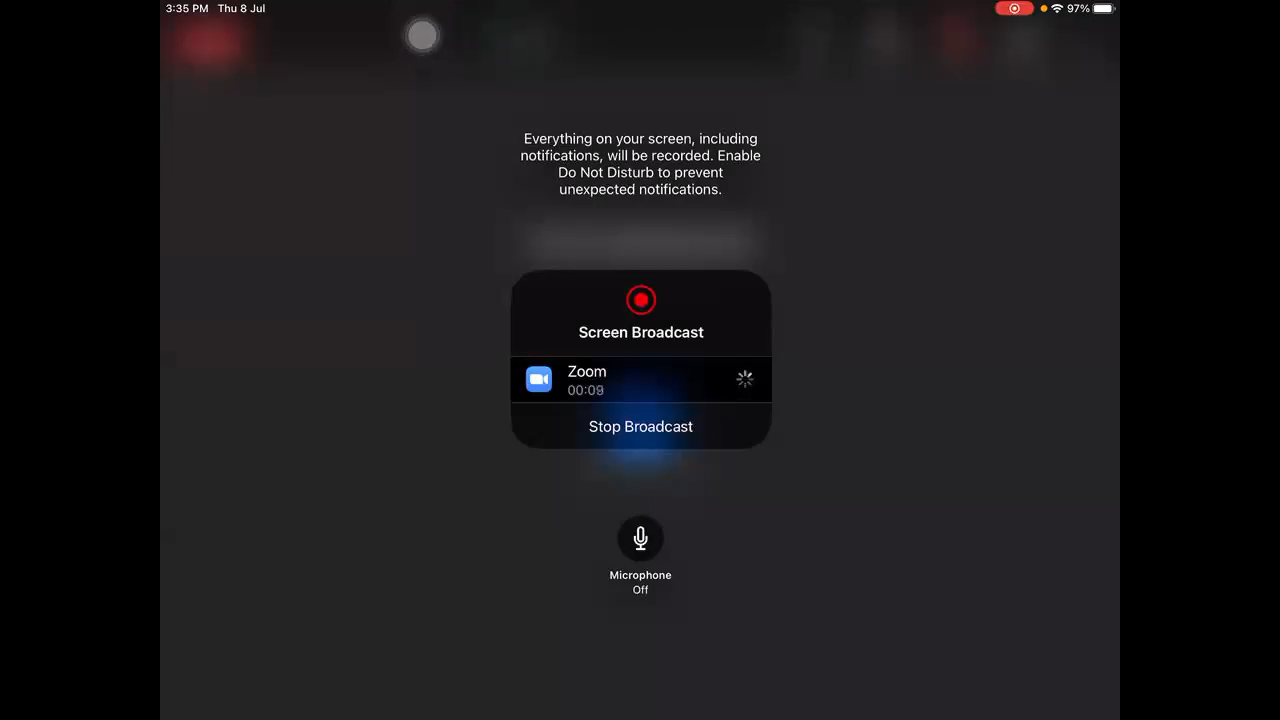 3:35 PM Thu 8 Jul
97%
Everything on your screen, including
notifications, will be recorded. Enable
Do Not Disturb to prevent
unexpected notifications.
Screen Broadcast
Zoom
00:09
Stop Broadcast
Microphone
Off